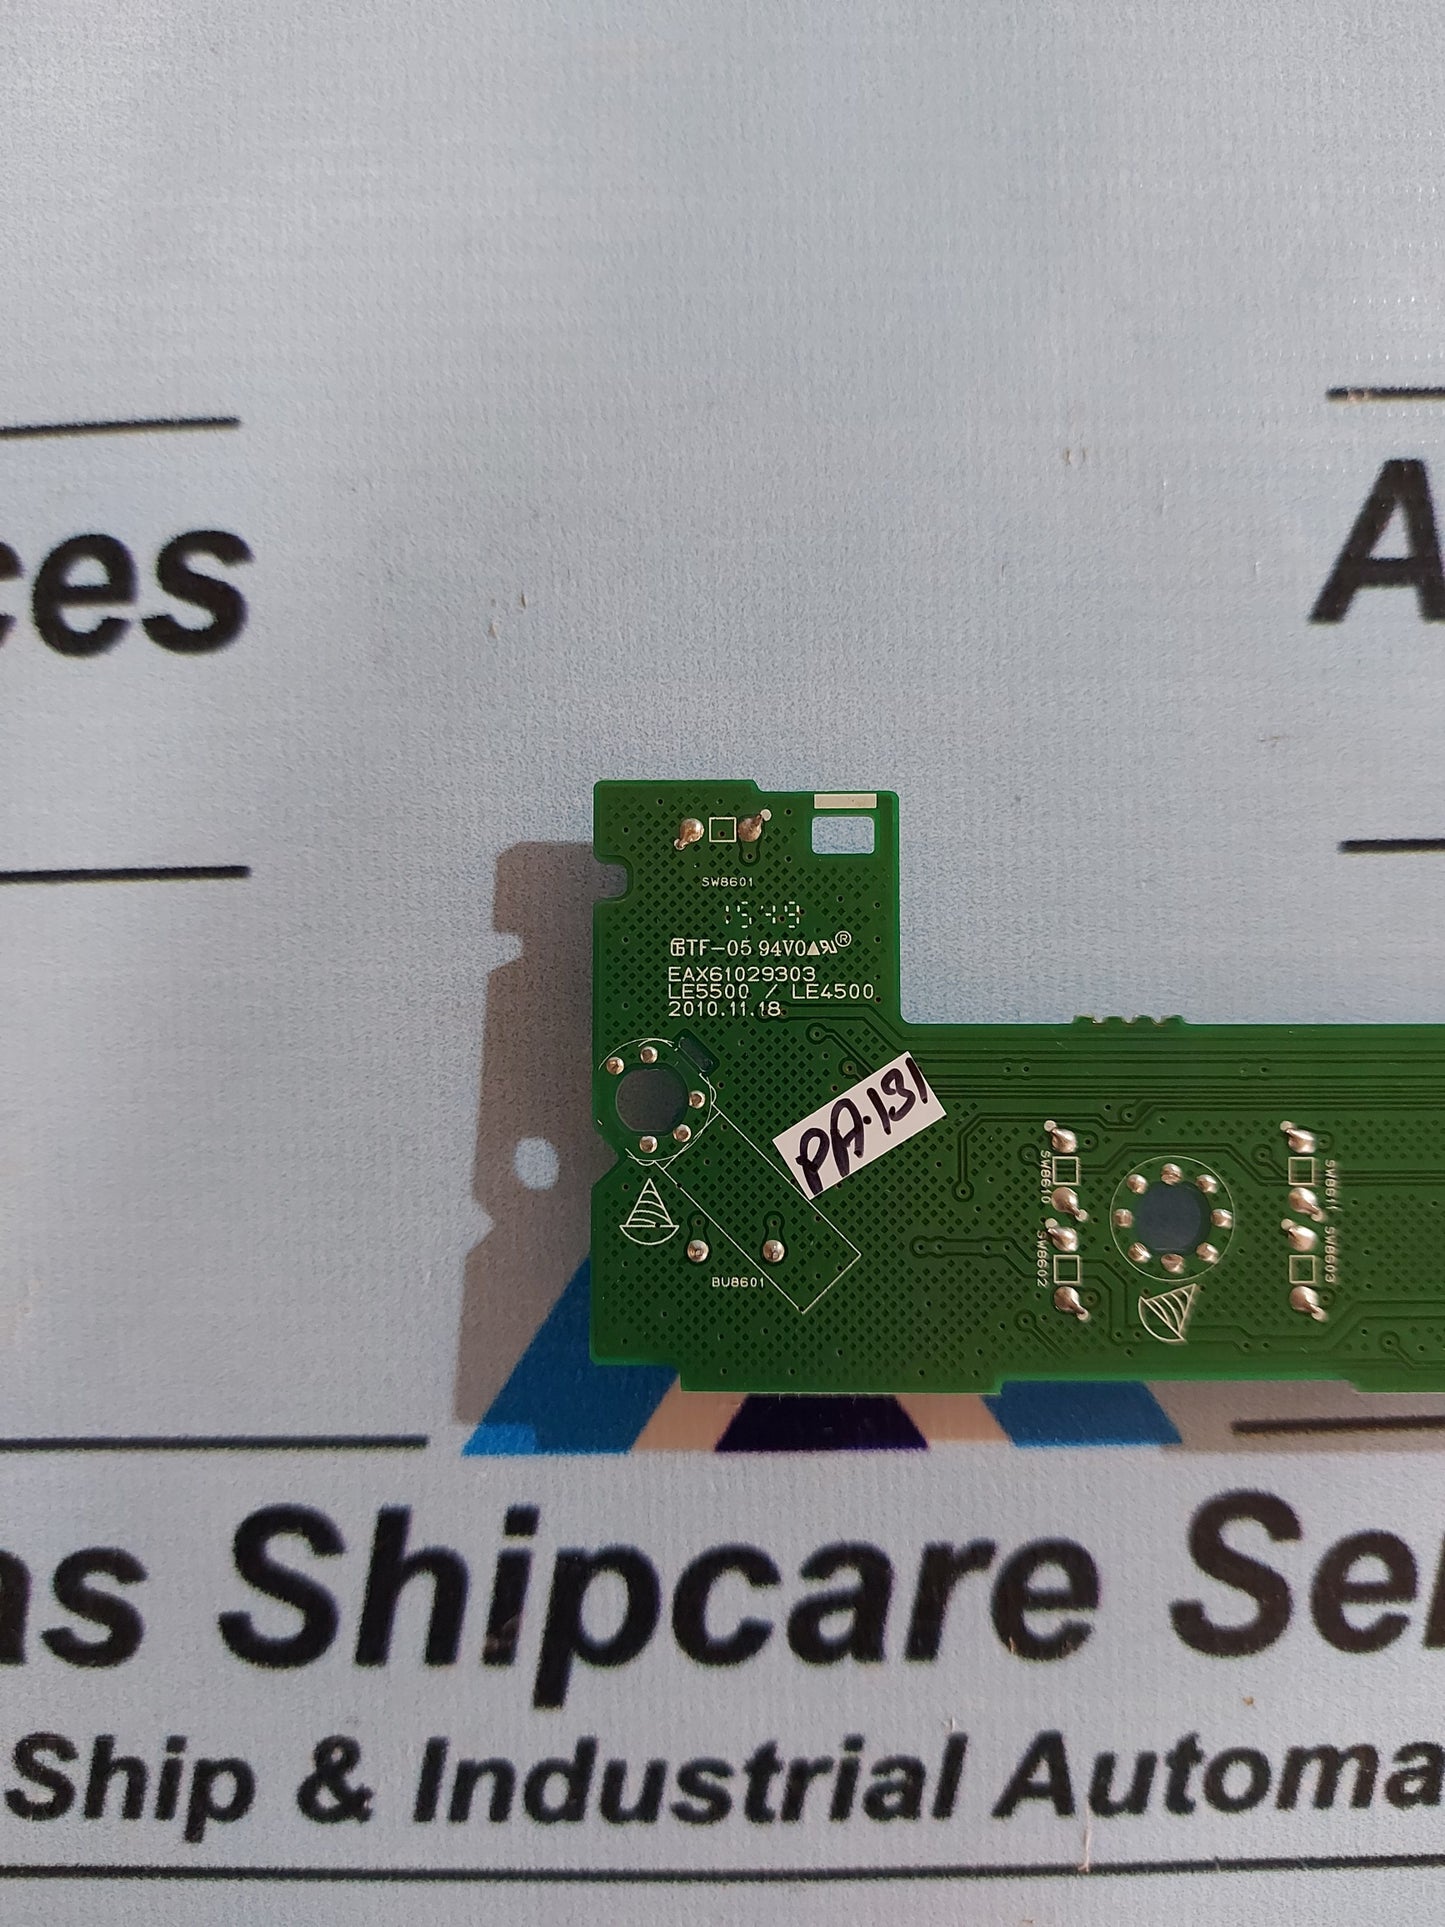 ces
A
SW8601
1549
TF-05 94V0
EAX61029303
LE5500 / LE4500
2010.11.18
PA.131
SW8610
SW8611
SW8602
SW8603
BU8601
as Shipcare Se
Ship & Industrial Automa